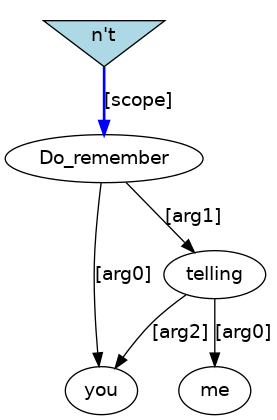 n't
[scope]
Do_remember
[arg1]
[arg0]
telling
[arg2] [arg0]
you me